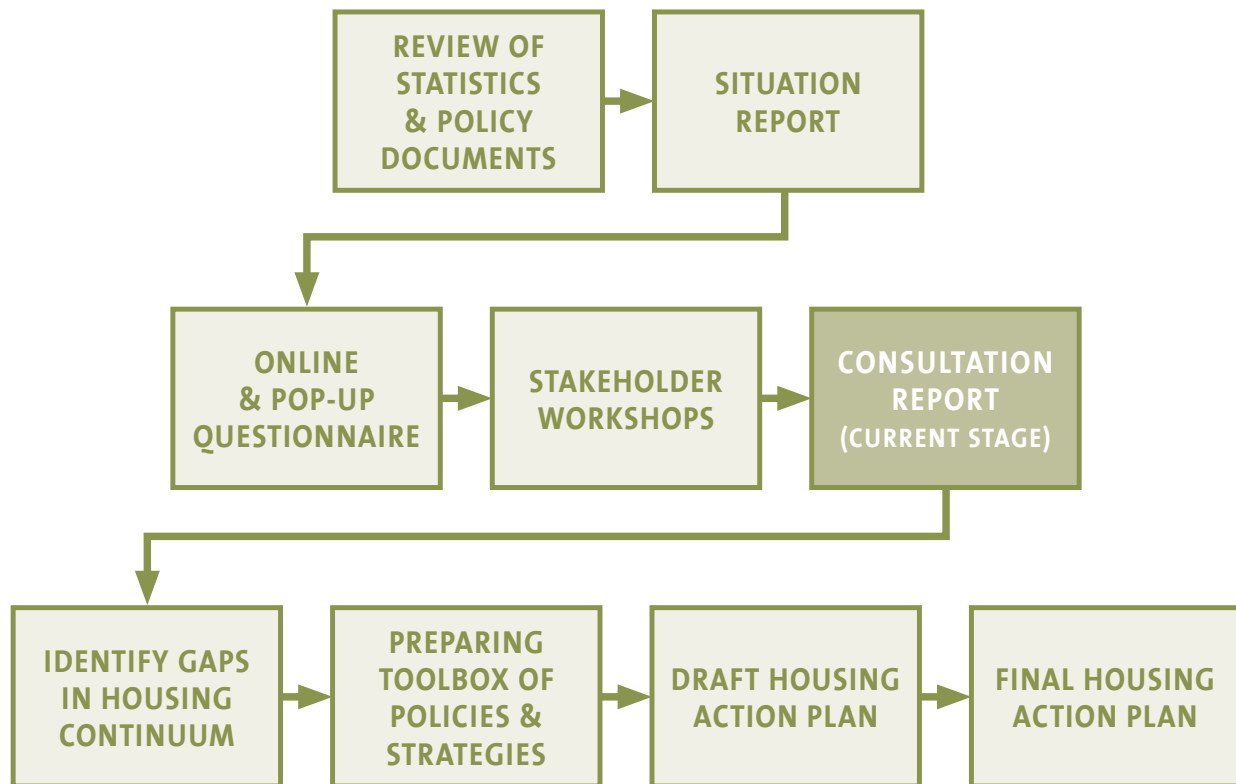 REVIEW OF
STATISTICS
& POLICY
DOCUMENTS
SITUATION
REPORT
ONLINE
& POP-UP
QUESTIONNAIRE
STAKEHOLDER
WORKSHOPS
CONSULTATION
REPORT
(CURRENT STAGE)
IDENTIFY GAPS
IN HOUSING
CONTINUUM
PREPARING
TOOLBOX OF
POLICIES &
STRATEGIES
DRAFT HOUSING
ACTION PLAN
FINAL HOUSING
ACTION PLAN